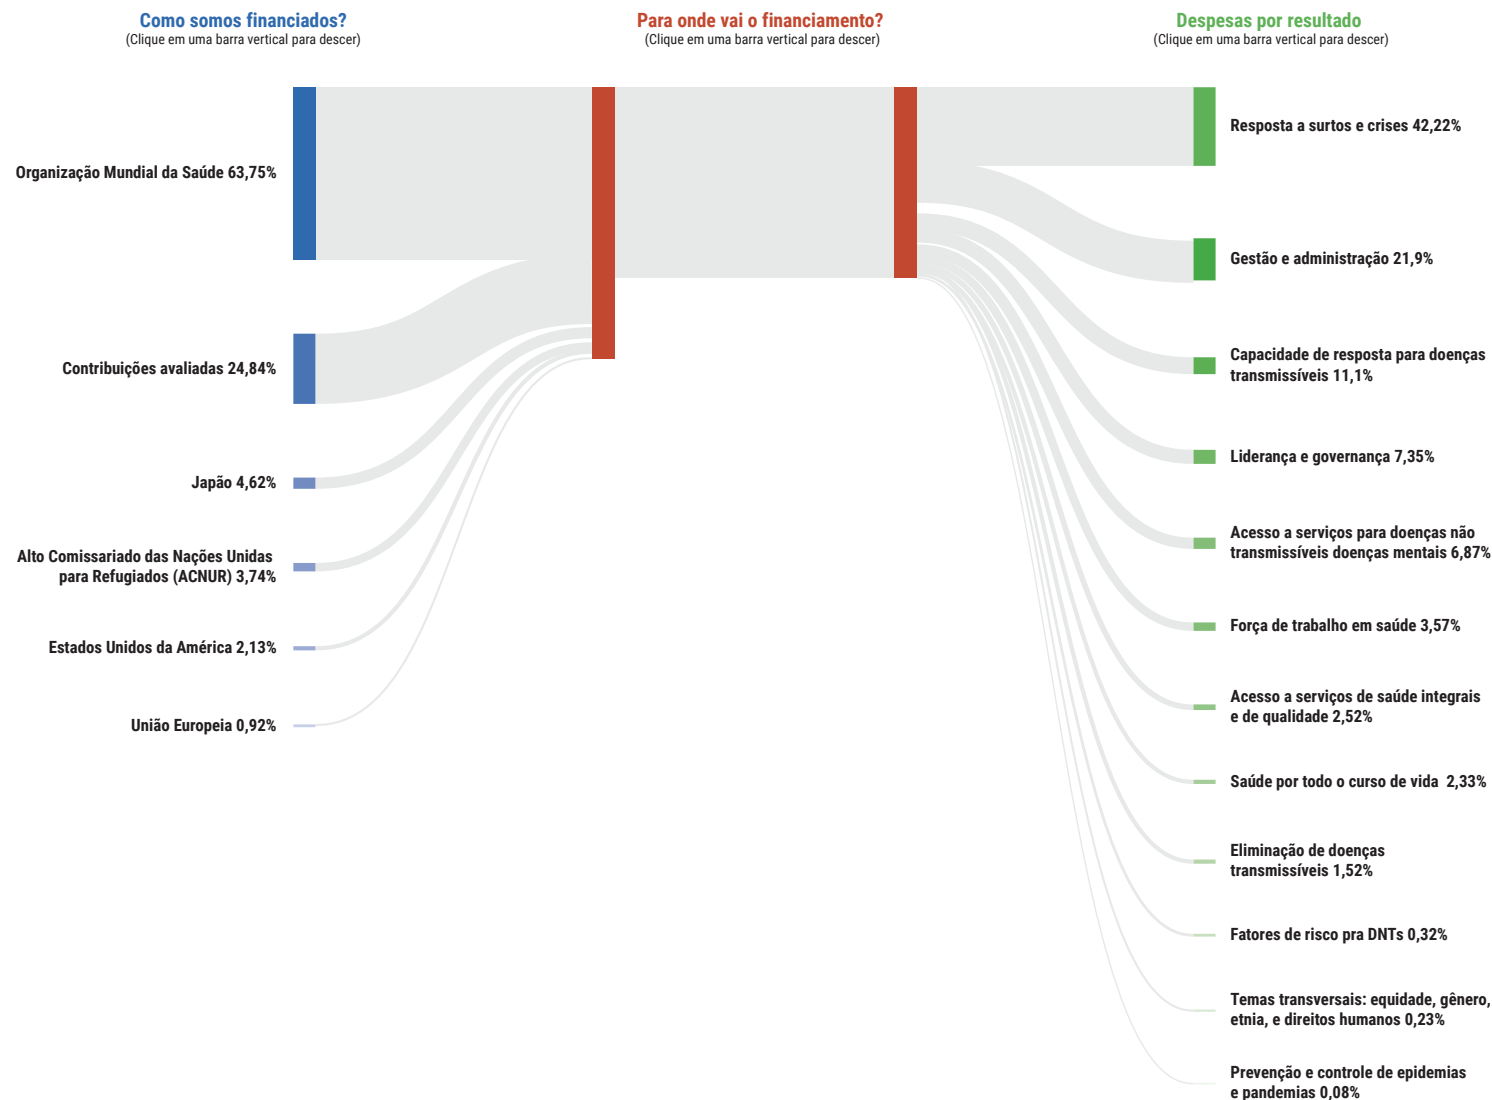 Como somos financiados?
(Clique em uma barra vertical para descer)
Organização Mundial da Saúde 63,75%
Contribuições avaliadas 24,84%
Japão 4,62%
Alto Comissariado das Nações Unidas
para Refugiados (ACNUR) 3,74%
Estados Unidos da América 2,13%
União Europeia 0,92%
Para onde vai o financiamento?
(Clique em uma barra vertical para descer)
Despesas por resultado
(Clique em uma barra vertical para descer)
Resposta a surtos e crises 42,22%
Gestão e administração 21,9%
Capacidade de resposta para doenças
transmissíveis 11,1%
Liderança e governança 7,35%
Acesso a serviços para doenças não
transmissíveis doenças mentais 6,87%
Força de trabalho em saúde 3,57%
Acesso a serviços de saúde integrais
e de qualidade 2,52%
Saúde por todo o curso de vida 2,33%
Eliminação de doenças
transmissíveis 1,52%
Fatores de risco pra DNTs 0,32%
Temas transversais: equidade, gênero,
etnia, e direitos humanos 0,23%
Prevenção e controle de epidemias
e pandemias 0,08%